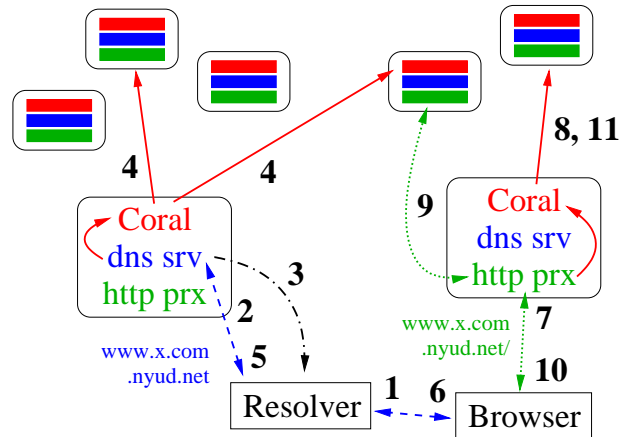 8, 11
4
4
9
Coral
dns srv
http prx
Coral
dns srv
http prx
3
2
7
www.x.com
.nyud.net
www.x.com
.nyud.net/
5
10
1
6
Resolver
Browser